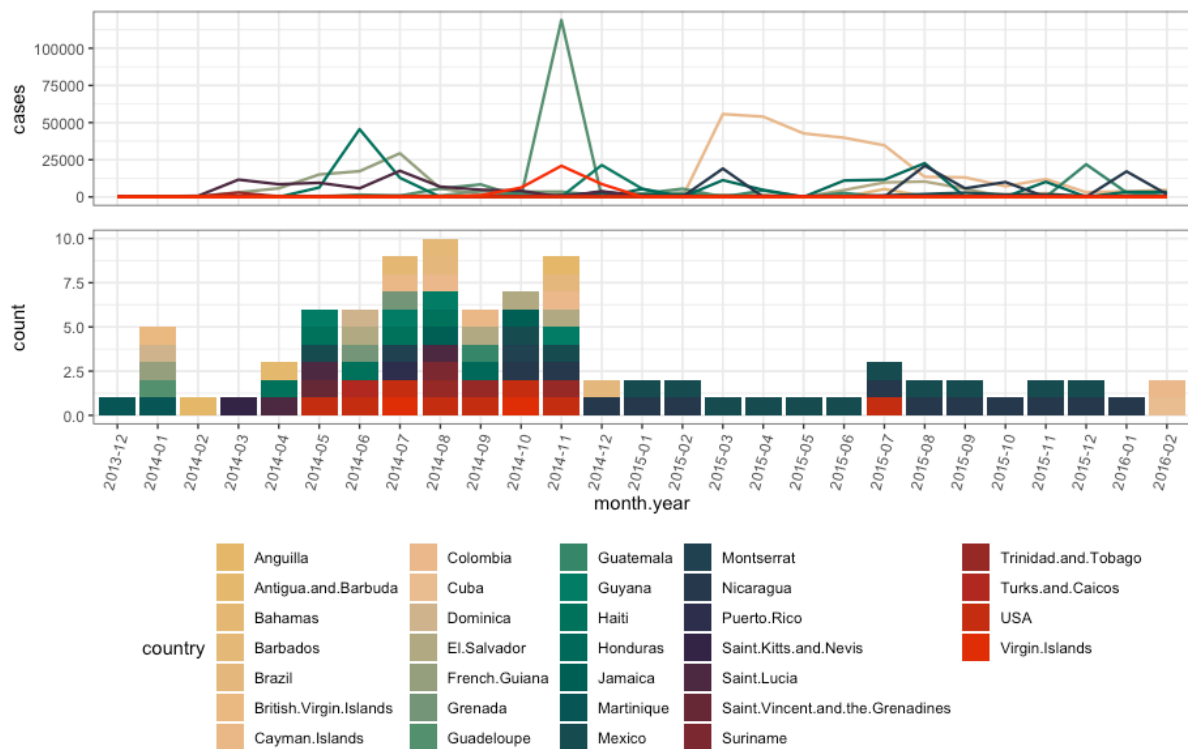 100000
75000
50000
25000
0
cases
10.0
7.5
5.0
2.5
0.0
count
2013-12
2014-01
2014-02
2014-03
2014-04
2014-05
2014-06
2014-07
2014-08
2014-09
2014-10
2014-11
2014-12
2015-01
2015-02
2015-03
2015-04
2015-05
2015-06
2015-07
2015-08
2015-09
2015-10
2015-11
2015-12
2016-01
2016-02
month.year
country
Anguilla
Antigua.and.Barbuda
Bahamas
Barbados
Brazil
British.Virgin.Islands
Cayman.Islands
Colombia
Cuba
Dominica
El.Salvador
French.Guiana
Grenada
Guadeloupe
Guatemala
Guyana
Haiti
Honduras
Jamaica
Martinique
Mexico
Montserrat
Nicaragua
Puerto.Rico
Saint.Kitts.and.Nevis
Saint.Lucia
Saint.Vincent.and.the.Grenadines
Suriname
Trinidad.and.Tobago
Turks.and.Caicos
USA
Virgin.Islands